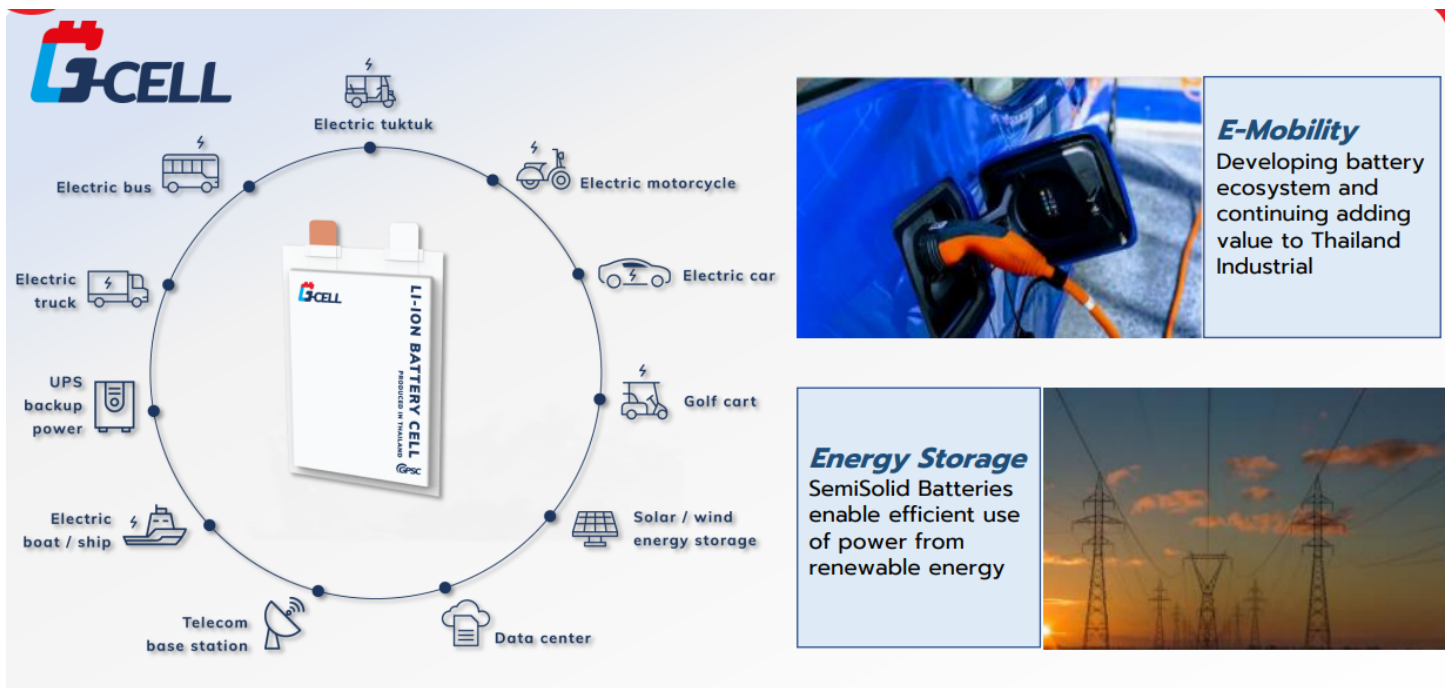 G-CELL
Electric tuktuk
Electric bus
Electric motorcycle
Electric
truck
Electric car
UPS
backup
power
Golf cart
Electric
boat / ship
Solar / wind
energy storage
Telecom
base station
Data center
G-CELL
LI-ION BATTERY CELL
PRODUCED IN THAILAND
GPSC
E-Mobility
Developing battery
ecosystem and
continuing adding
value to Thailand
Industrial
Energy Storage
SemiSolid Batteries
enable efficient use
of power from
renewable energy